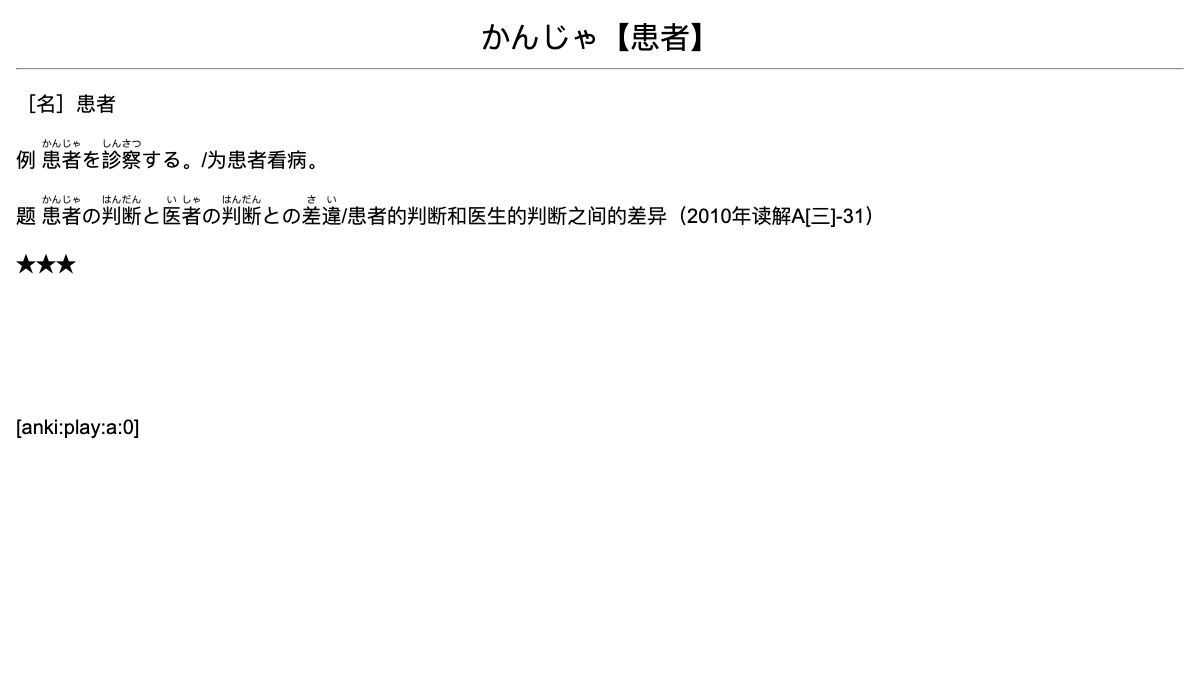 かんじゃ【患者】
［名］患者
かんじゃ しんさつ
例 患者を診察する。/为患者看病。
かんじゃ はんだん い しゃ はんだん さ い
题 患者の判断と医者の判断との差違/患者的判断和医生的判断之间的差异（2010年读解A[三]-31）
★★★
[anki:play:a:0]